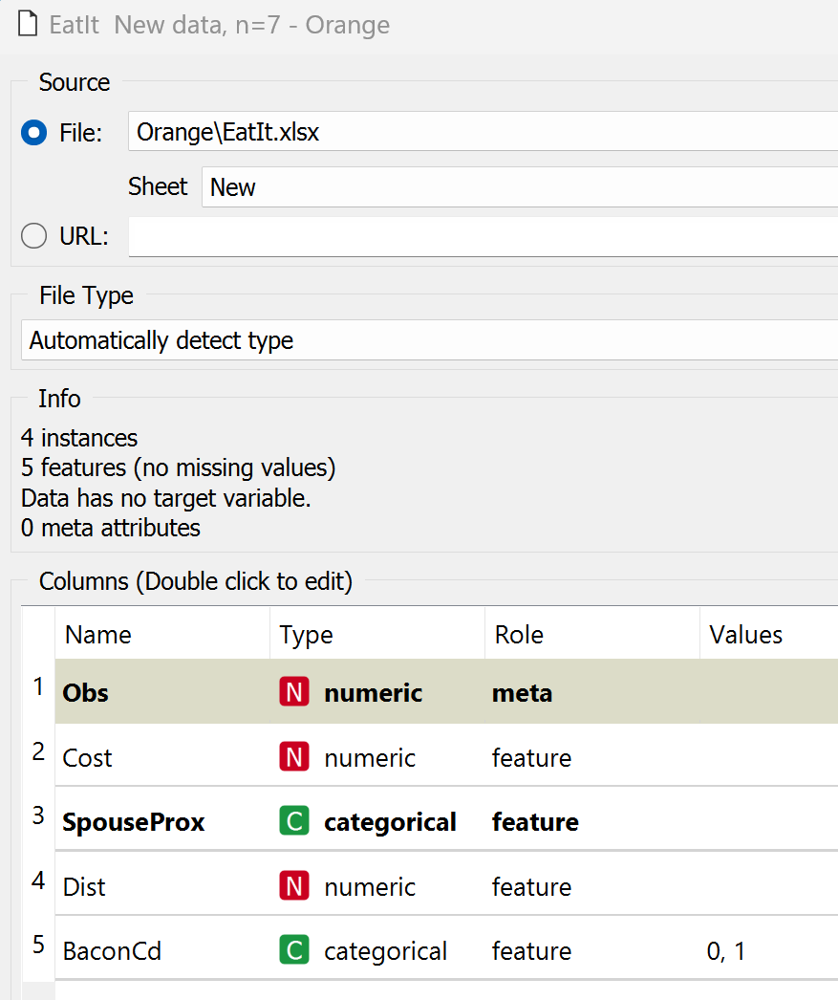 EatIt  New data, n=7 - Orange
Source
File: Orange\EatIt.xlsx
Sheet New
URL:
File Type
Automatically detect type
Info
4 instances
5 features (no missing values)
Data has no target variable.
0 meta attributes
Columns (Double click to edit)
Name Type Role Values
1 Obs N numeric meta
2 Cost N numeric feature
3 SpouseProx C categorical feature
4 Dist N numeric feature
5 BaconCd C categorical feature 0, 1